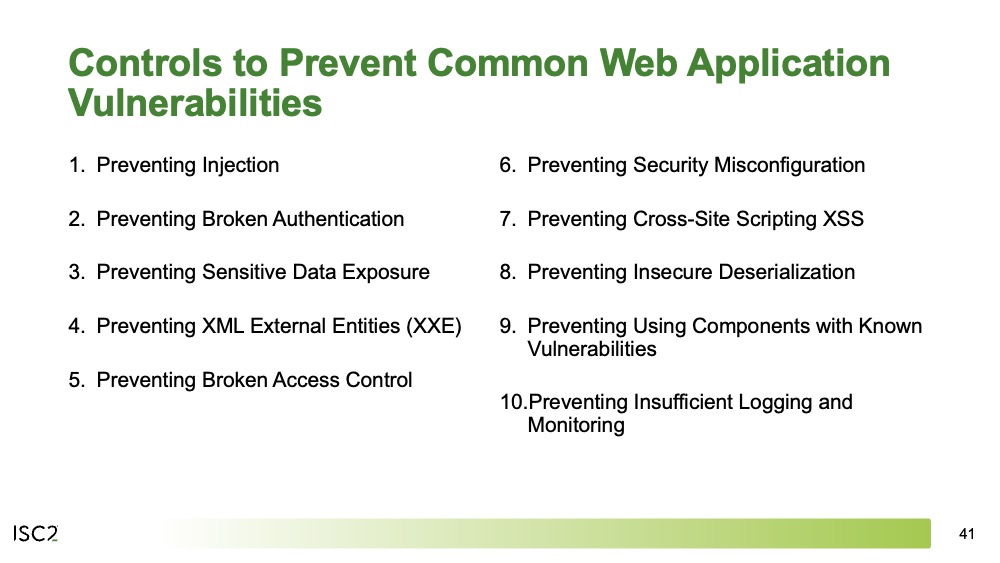 Controls to Prevent Common Web Application
Vulnerabilities
1. Preventing Injection
2. Preventing Broken Authentication
3. Preventing Sensitive Data Exposure
4. Preventing XML External Entities (XXE)
5. Preventing Broken Access Control
6. Preventing Security Misconfiguration
7. Preventing Cross-Site Scripting XSS
8. Preventing Insecure Deserialization
9. Preventing Using Components with Known
Vulnerabilities
10.Preventing Insufficient Logging and
Monitoring
ISC2
41